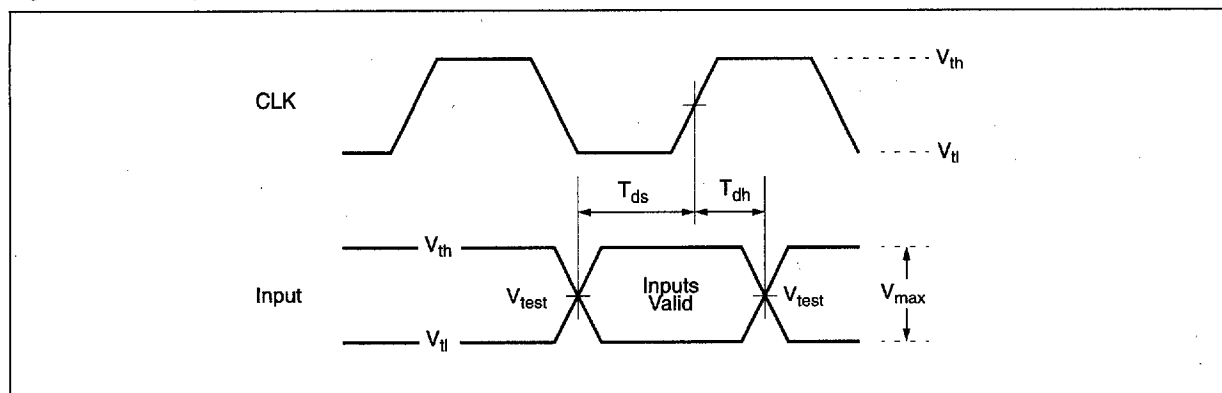 V_th
CLK
V_tl
T_ds T_dh
V_th
Input V_test Inputs Valid V_test V_max
V_tl